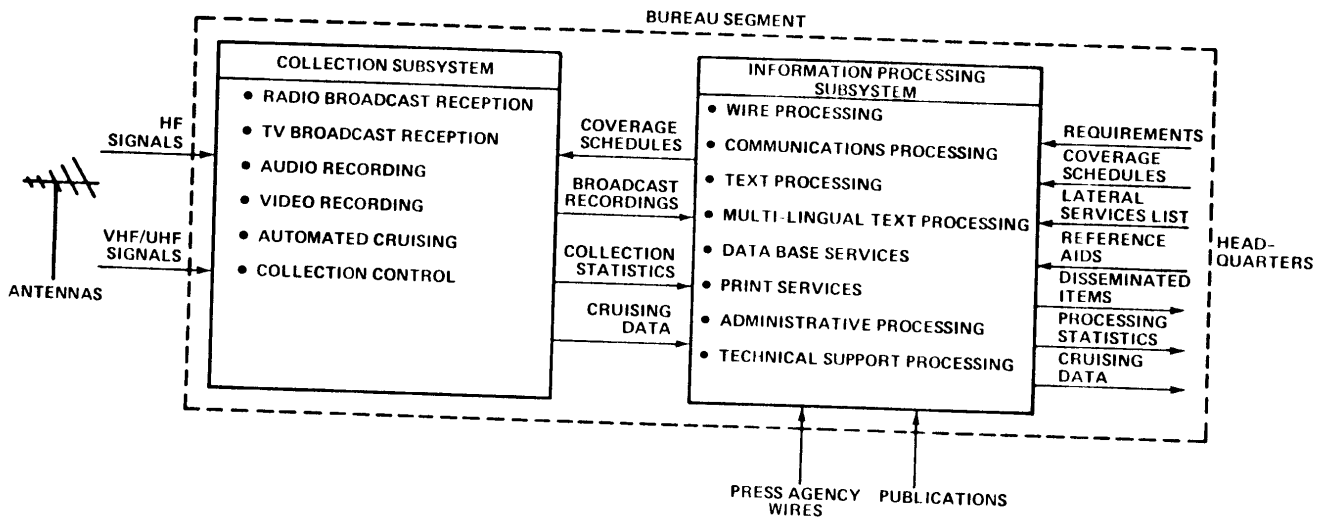 BUREAU SEGMENT
COLLECTION SUBSYSTEM
• RADIO BROADCAST RECEPTION
• TV BROADCAST RECEPTION
• AUDIO RECORDING
• VIDEO RECORDING
• AUTOMATED CRUISING
• COLLECTION CONTROL
HF
SIGNALS
VHF/UHF
SIGNALS
ANTENNAS
COVERAGE
SCHEDULES
BROADCAST
RECORDINGS
COLLECTION
STATISTICS
CRUISING
DATA
INFORMATION PROCESSING
SUBSYSTEM
• WIRE PROCESSING
• COMMUNICATIONS PROCESSING
• TEXT PROCESSING
• MULTI-LINGUAL TEXT PROCESSING
• DATA BASE SERVICES
• PRINT SERVICES
• ADMINISTRATIVE PROCESSING
• TECHNICAL SUPPORT PROCESSING
REQUIREMENTS
COVERAGE
SCHEDULES
LATERAL
SERVICES LIST
REFERENCE
AIDS
DISSEMINATED
ITEMS
PROCESSING
STATISTICS
CRUISING
DATA
HEAD-
QUARTERS
PRESS AGENCY
WIRES
PUBLICATIONS